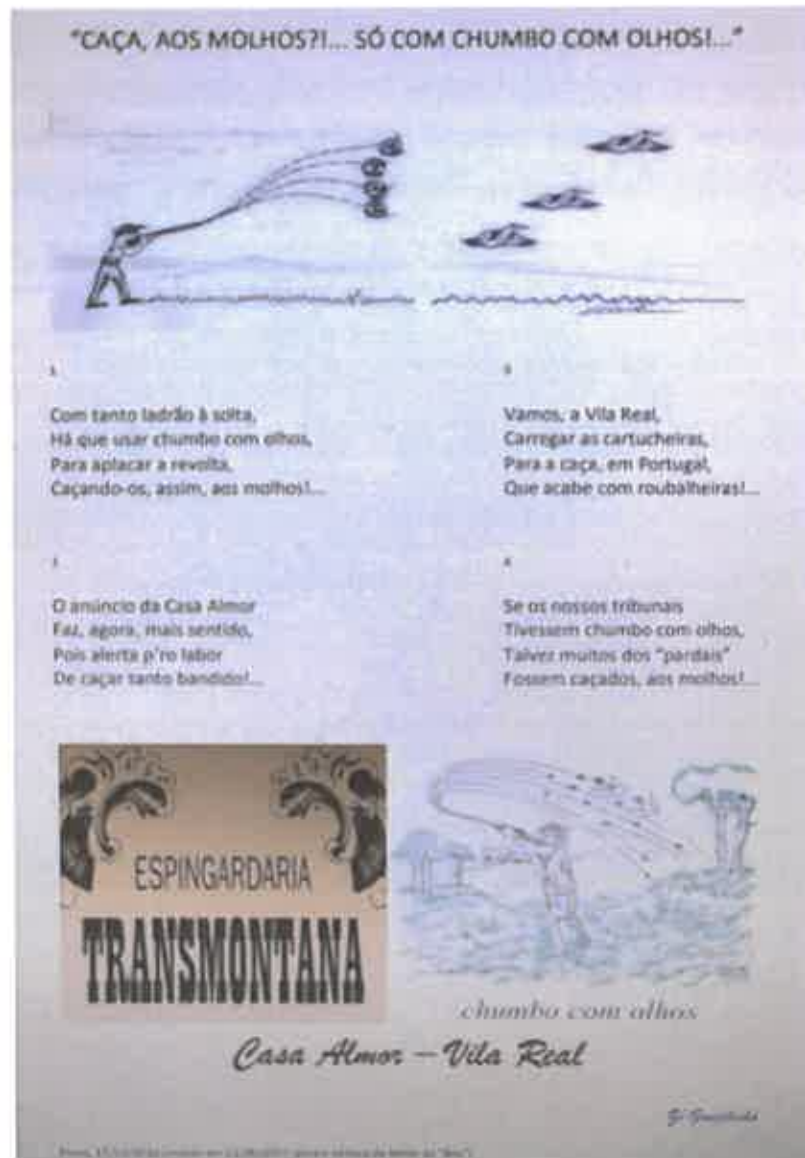 "CAÇA, AOS MOLHOS?!... SÓ COM CHUMBO COM OLHOS!..."
1
Com tanto ladrão à solta,
Há que usar chumbo com olhos,
Para aplacar a revolta,
Caçando-os, assim, aos molhos!...
Vamos, a Vila Real,
Carregar as cartucheiras,
Para a caça, em Portugal,
Que acabe com roubalheiras!...
O anúncio da Casa Almor
Faz, agora, mais sentido,
Pois alerta p'ro labor
De caçar tanto bandido!...
4
Se os nossos tribunais
Tivessem chumbo com olhos,
Talvez muitos dos "pardais"
Fossem caçados, aos molhos!...
ESPINGARDARIA
TRANSMONTANA
chumbo com olhos
Casa Almor – Vila Real